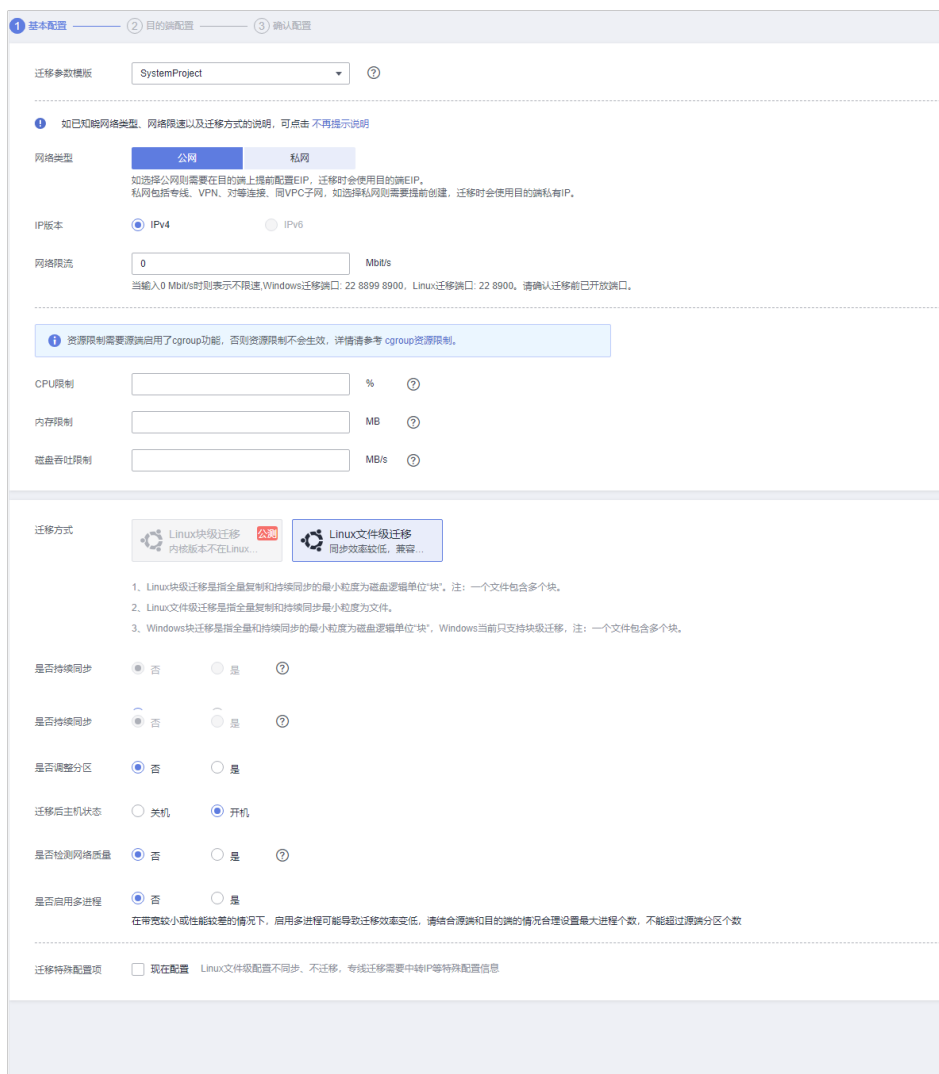 1 基本配置 2 目的端配置 3 确认配置
迁移参数模版 SystemProject ?
如已知晓网络类型、网络限速以及迁移方式的说明，可点击 不再提示说明
网络类型 公网 私网
如选择公网则需要在目的端上提前配置EIP，迁移时会使用目的端EIP。
私网包括专线、VPN、对等连接、同VPC子网，如选择私网则需要提前创建，迁移时会使用目的端私有IP。
IP版本 IPv4 IPv6
网络限流 0 Mbit/s
当输入0 Mbit/s时则表示不限速,Windows迁移端口: 22 8899 8900，Linux迁移端口: 22 8900。请确认迁移前已开放端口。
资源限制需要源端启用了cgroup功能，否则资源限制不会生效，详情请参考 cgroup资源限制。
CPU限制 % ?
内存限制 MB ?
磁盘吞吐限制 MB/s ?
迁移方式 Linux块级迁移 公测 Linux文件级迁移
内核版本不在Linux... 同步效率较低，兼容...
1、Linux块级迁移是指全量复制和持续同步的最小粒度为磁盘逻辑单位“块”。注：一个文件包含多个块。
2、Linux文件级迁移是指全量复制和持续同步最小粒度为文件。
3、Windows块迁移是指全量和持续同步的最小粒度为磁盘逻辑单位“块”，Windows当前只支持块级迁移，注：一个文件包含多个块。
是否持续同步 否 是 ?
是否持续同步 否 是 ?
是否调整分区 否 是
迁移后主机状态 关机 开机
是否检测网络质量 否 是 ?
是否启用多进程 否 是
在带宽较小或性能较差的情况下，启用多进程可能导致迁移效率变低，请结合源端和目的端的情况合理设置最大进程个数，不能超过源端分区个数
迁移特殊配置项 现在配置 Linux文件级配置不同步、不迁移，专线迁移需要中转IP等特殊配置信息